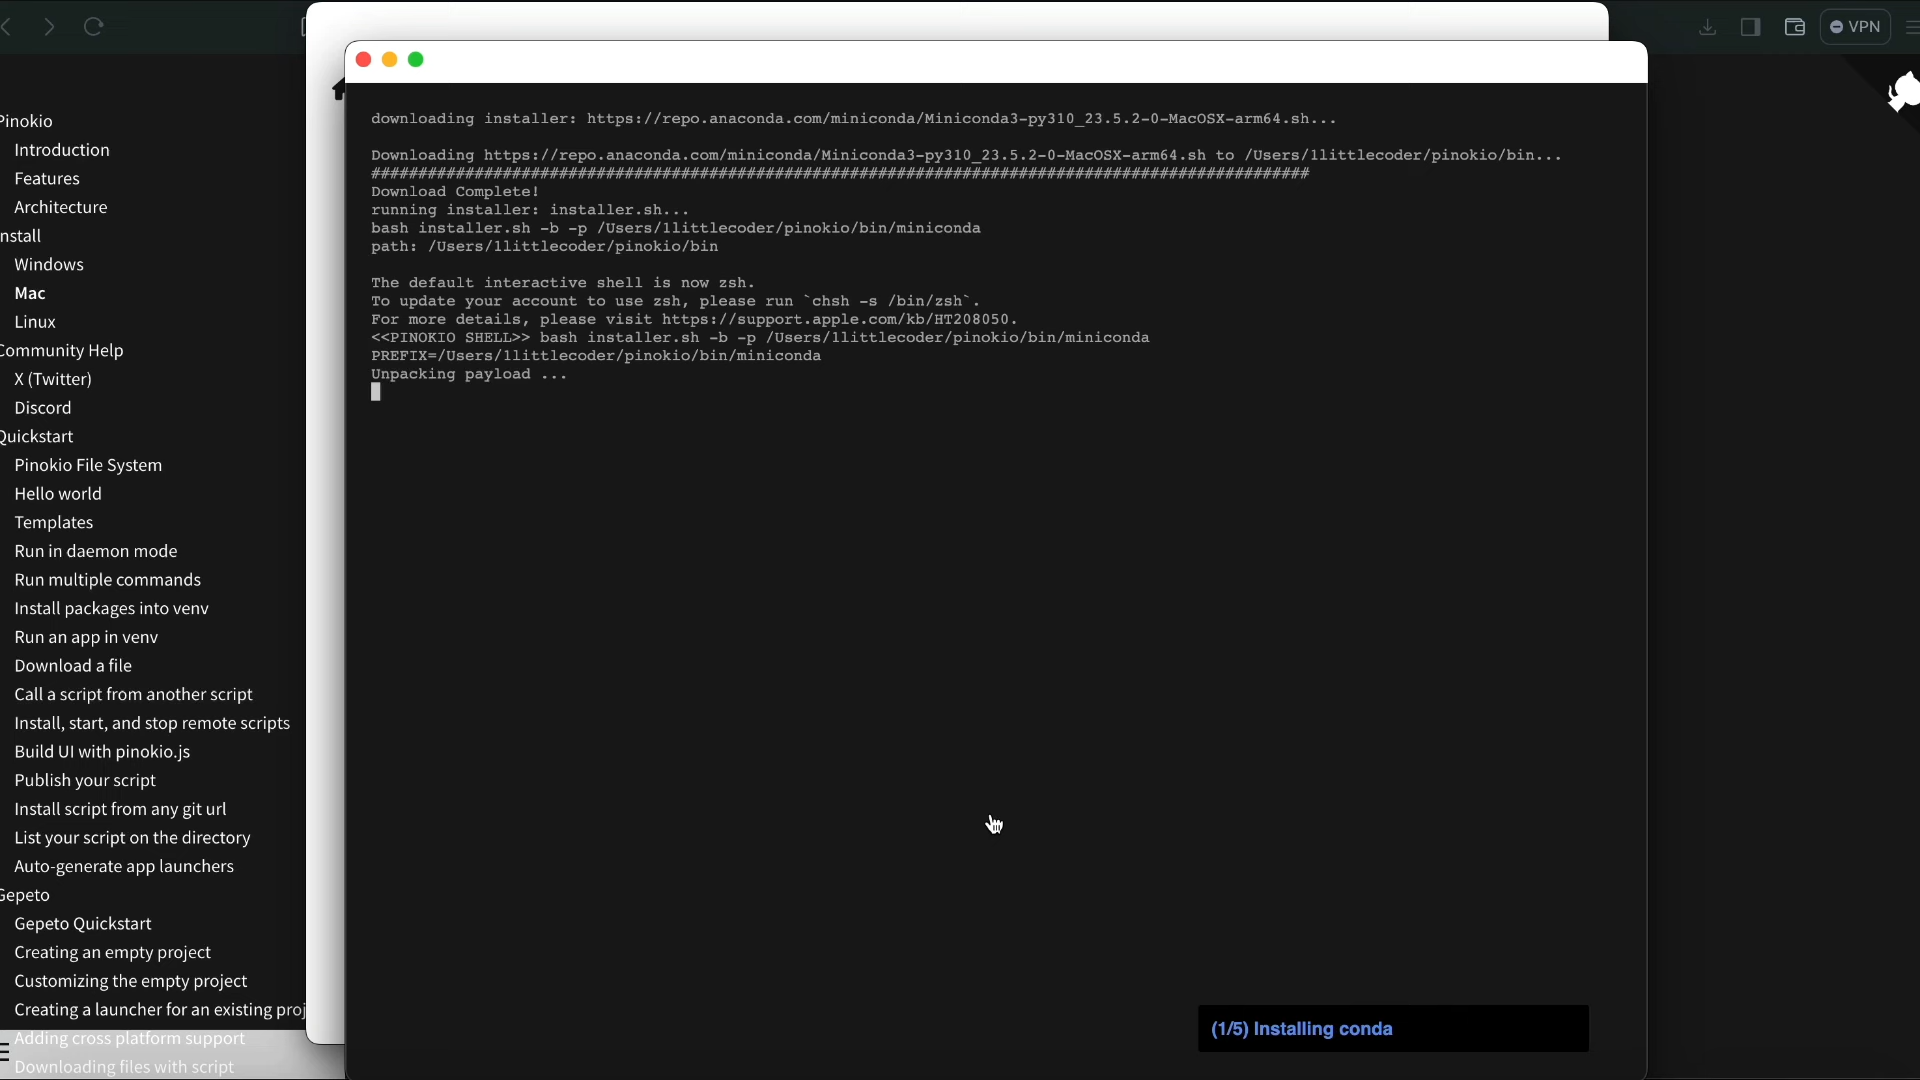 VPN
Pinokio
Introduction
Features
Architecture
nstall
Windows
Mac
Linux
Community Help
X (Twitter)
Discord
Quickstart
Pinokio File System
Hello world
Templates
Run in daemon mode
Run multiple commands
Install packages into venv
Run an app in venv
Download a file
Call a script from another script
Install, start, and stop remote scripts
Build UI with pinokio.js
Publish your script
Install script from any git url
List your script on the directory
Auto-generate app launchers
Gepeto
Gepeto Quickstart
Creating an empty project
Customizing the empty project
Creating a launcher for an existing proj
Adding cross platform support
Downloading files with script
downloading installer: https://repo.anaconda.com/miniconda/Miniconda3-py310_23.5.2-0-MacOSX-arm64.sh...
Downloading https://repo.anaconda.com/miniconda/Miniconda3-py310_23.5.2-0-MacOSX-arm64.sh to /Users/1littlecoder/pinokio/bin...
####################################################################################################
Download Complete!
running installer: installer.sh...
bash installer.sh -b -p /Users/1littlecoder/pinokio/bin/miniconda
path: /Users/1littlecoder/pinokio/bin
The default interactive shell is now zsh.
To update your account to use zsh, please run `chsh -s /bin/zsh`.
For more details, please visit https://support.apple.com/kb/HT208050.
<<PINOKIO SHELL>> bash installer.sh -b -p /Users/1littlecoder/pinokio/bin/miniconda
PREFIX=/Users/1littlecoder/pinokio/bin/miniconda
Unpacking payload ...
(1/5) Installing conda